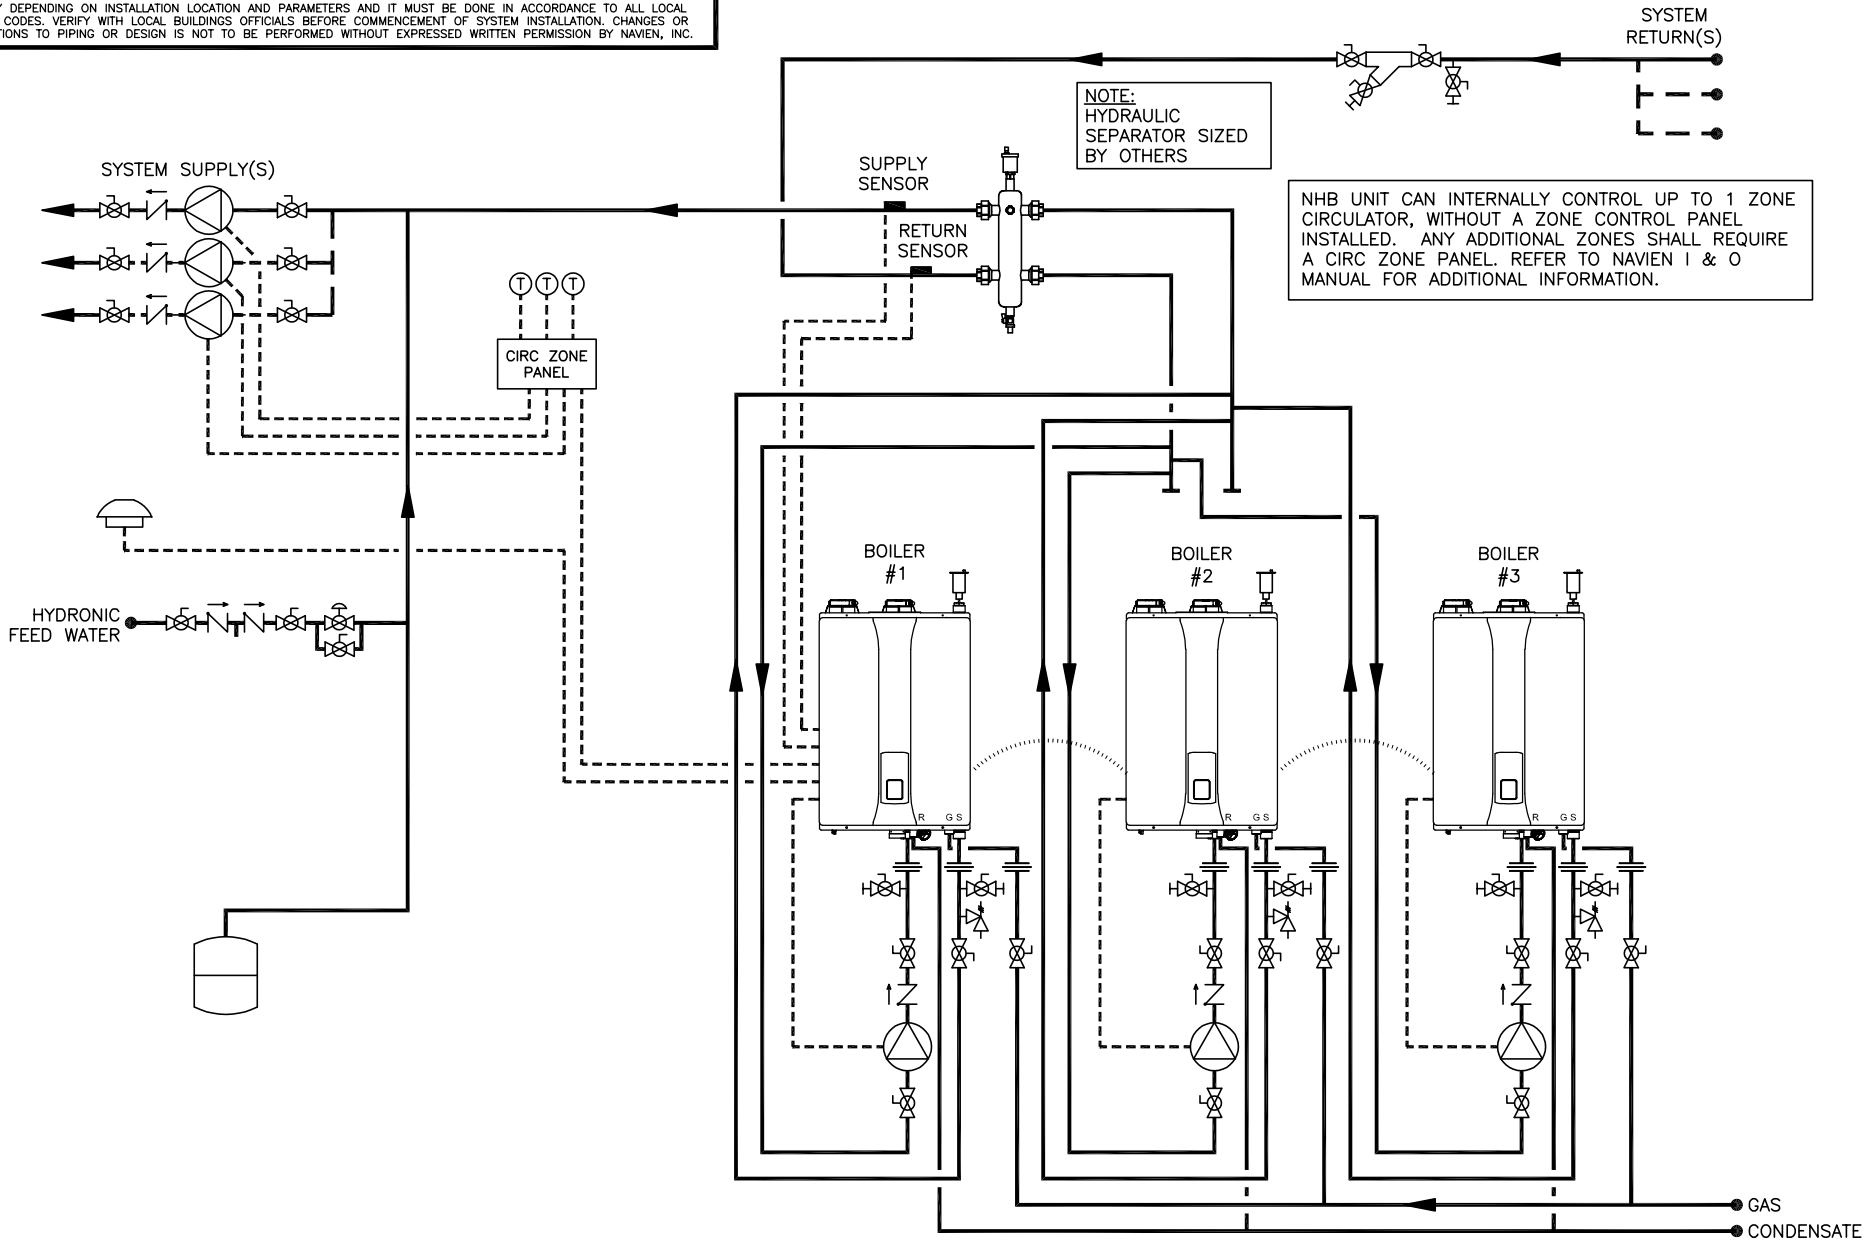 DEPENDING ON INSTALLATION LOCATION AND PARAMETERS AND IT MUST BE DONE IN ACCORDANCE TO ALL LOCAL
CODES. VERIFY WITH LOCAL BUILDINGS OFFICIALS BEFORE COMMENCEMENT OF SYSTEM INSTALLATION. CHANGES OR
TIONS TO PIPING OR DESIGN IS NOT TO BE PERFORMED WITHOUT EXPRESSED WRITTEN PERMISSION BY NAVIEN, INC.
SYSTEM
RETURN(S)
NOTE:
HYDRAULIC
SEPARATOR SIZED
BY OTHERS
SYSTEM SUPPLY(S)
SUPPLY
SENSOR
RETURN
SENSOR
NHB UNIT CAN INTERNALLY CONTROL UP TO 1 ZONE
CIRCULATOR, WITHOUT A ZONE CONTROL PANEL
INSTALLED. ANY ADDITIONAL ZONES SHALL REQUIRE
A CIRC ZONE PANEL. REFER TO NAVIEN I & O
MANUAL FOR ADDITIONAL INFORMATION.
T T T
CIRC ZONE
PANEL
BOILER
#1
BOILER
#2
BOILER
#3
HYDRONIC
FEED WATER
R G S
R G S
R G S
GAS
CONDENSATE